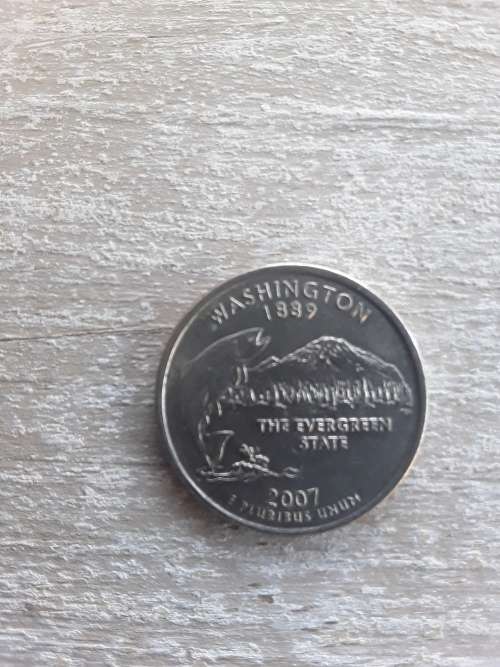 WASHINGTON
1889
THE EVERGREEN
STATE
2007
E PLURIBUS UNUM